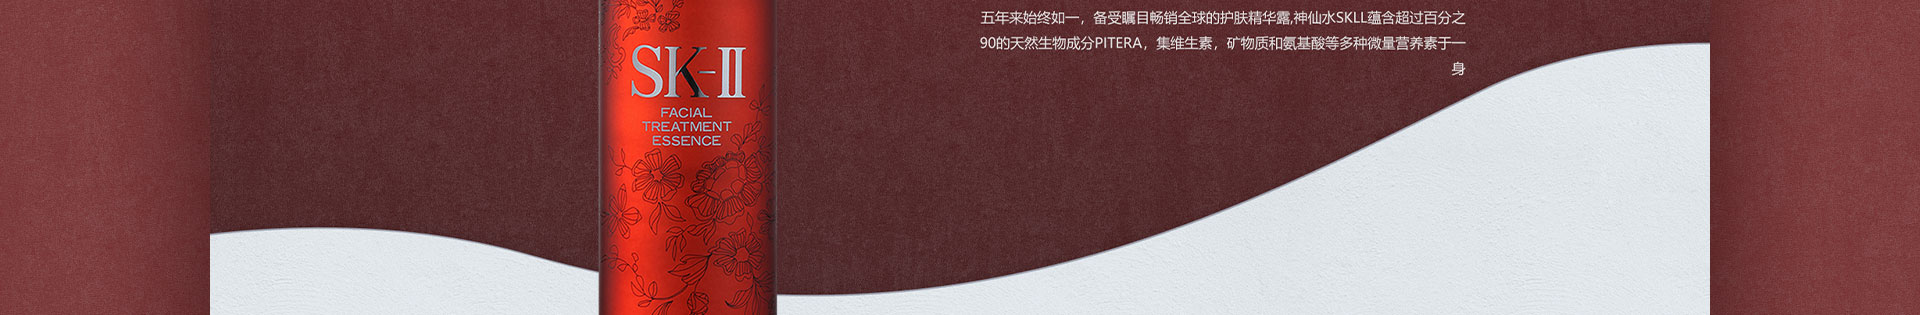 五年来始终如一，备受瞩目畅销全球的护肤精华露,神仙水SKLL蕴含超过百分之
90的天然生物成分PITERA，集维生素，矿物质和氨基酸等多种微量营养素于一
身
SK-II
FACIAL
TREATMENT
ESSENCE